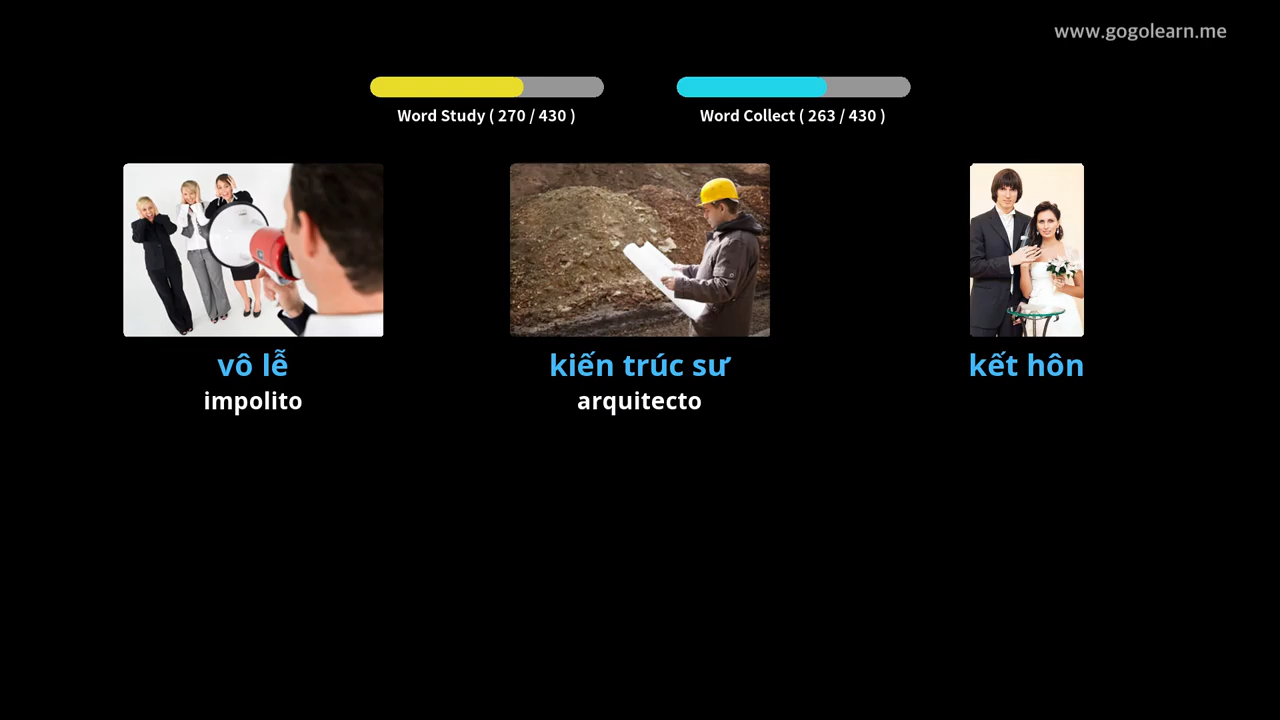 www.gogolearn.me
Word Study ( 270 / 430 )
Word Collect ( 263 / 430 )
vô lễ
impolito
kiến trúc sư
arquitecto
kết hôn